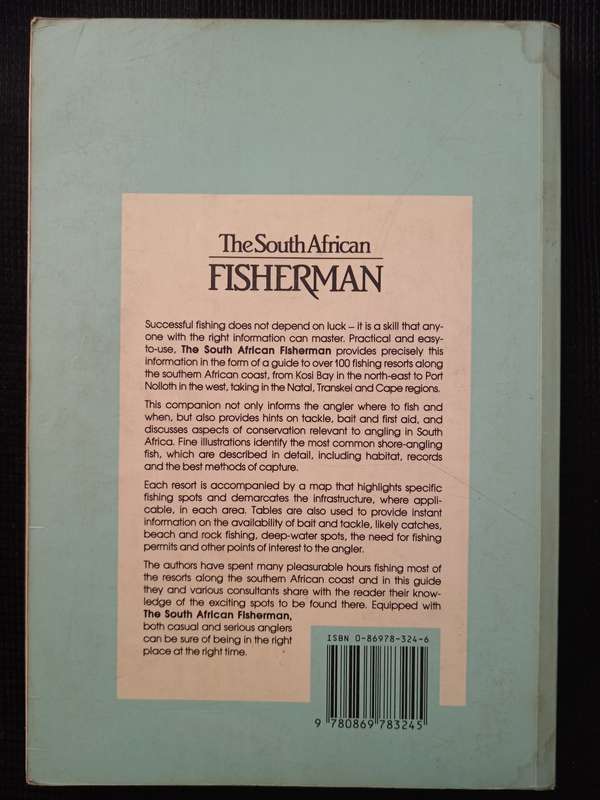 The South African
FISHERMAN
Successful fishing does not depend on luck – it is a skill that any-
one with the right information can master. Practical and easy-
to-use, The South African Fisherman provides precisely this
information in the form of a guide to over 100 fishing resorts along
the southern African coast, from Kosi Bay in the north-east to Port
Nolloth in the west, taking in the Natal, Transkei and Cape regions.
This companion not only informs the angler where to fish and
when, but also provides hints on tackle, bait and first aid, and
discusses aspects of conservation relevant to angling in South
Africa. Fine illustrations identify the most common shore-angling
fish, which are described in detail, including habitat, records
and the best methods of capture.
Each resort is accompanied by a map that highlights specific
fishing spots and demarcates the infrastructure, where appli-
cable, in each area. Tables are also used to provide instant
information on the availability of bait and tackle, likely catches,
beach and rock fishing, deep-water spots, the need for fishing
permits and other points of interest to the angler.
The authors have spent many pleasurable hours fishing most of
the resorts along the southern African coast and in this guide
they and various consultants share with the reader their know-
ledge of the exciting spots to be found there. Equipped with
The South African Fisherman,
both casual and serious anglers
can be sure of being in the right
place at the right time.
ISBN 0-86978-324-6
9 780869 783245